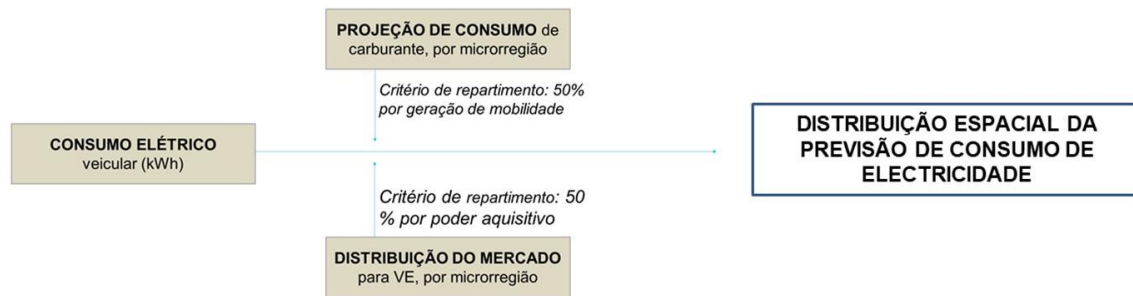 PROJEÇÃO DE CONSUMO de
carburante, por microrregião
Critério de repartimento: 50%
por geração de mobilidade
CONSUMO ELÉTRICO
veicular (kWh)
DISTRIBUIÇÃO ESPACIAL DA
PREVISÃO DE CONSUMO DE
ELECTRICIDADE
Critério de repartimento: 50
% por poder aquisitivo
DISTRIBUIÇÃO DO MERCADO
para VE, por microrregião